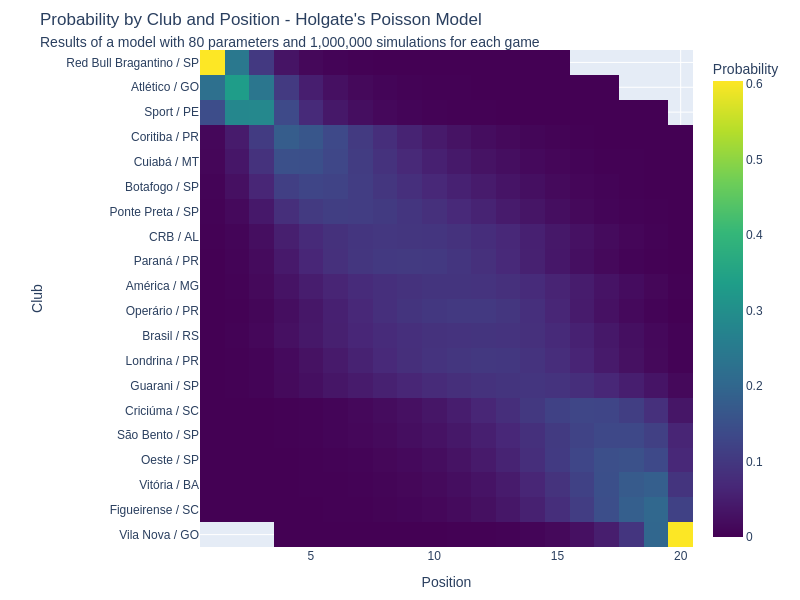 Probability by Club and Position - Holgate's Poisson Model
Results of a model with 80 parameters and 1,000,000 simulations for each game
Probability
Red Bull Bragantino / SP
Atlético / GO
Sport / PE
Coritiba / PR
Cuiabá / MT
Botafogo / SP
Ponte Preta / SP
CRB / AL
Paraná / PR
América / MG
Operário / PR
Brasil / RS
Londrina / PR
Guarani / SP
Criciúma / SC
São Bento / SP
Oeste / SP
Vitória / BA
Figueirense / SC
Vila Nova / GO
Club
5
10
15
20
Position
0.6
0.5
0.4
0.3
0.2
0.1
0